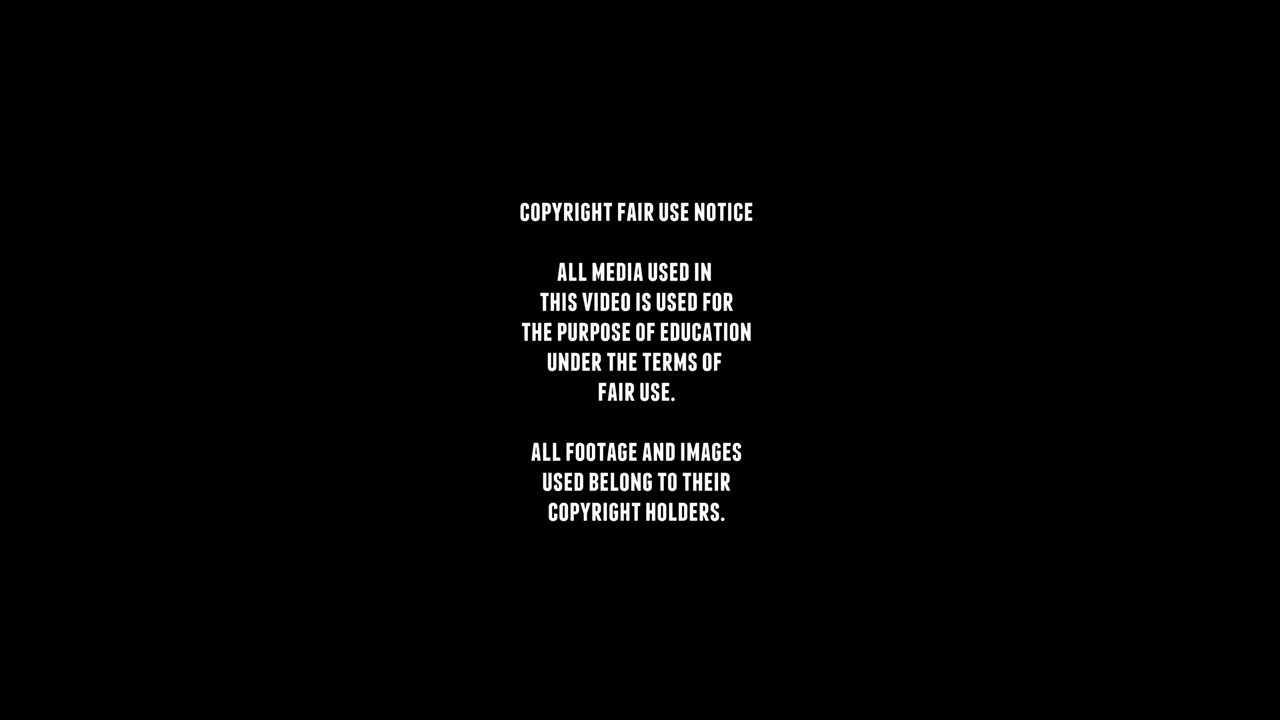 COPYRIGHT FAIR USE NOTICE
ALL MEDIA USED IN
THIS VIDEO IS USED FOR
THE PURPOSE OF EDUCATION
UNDER THE TERMS OF
FAIR USE.
ALL FOOTAGE AND IMAGES
USED BELONG TO THEIR
COPYRIGHT HOLDERS.